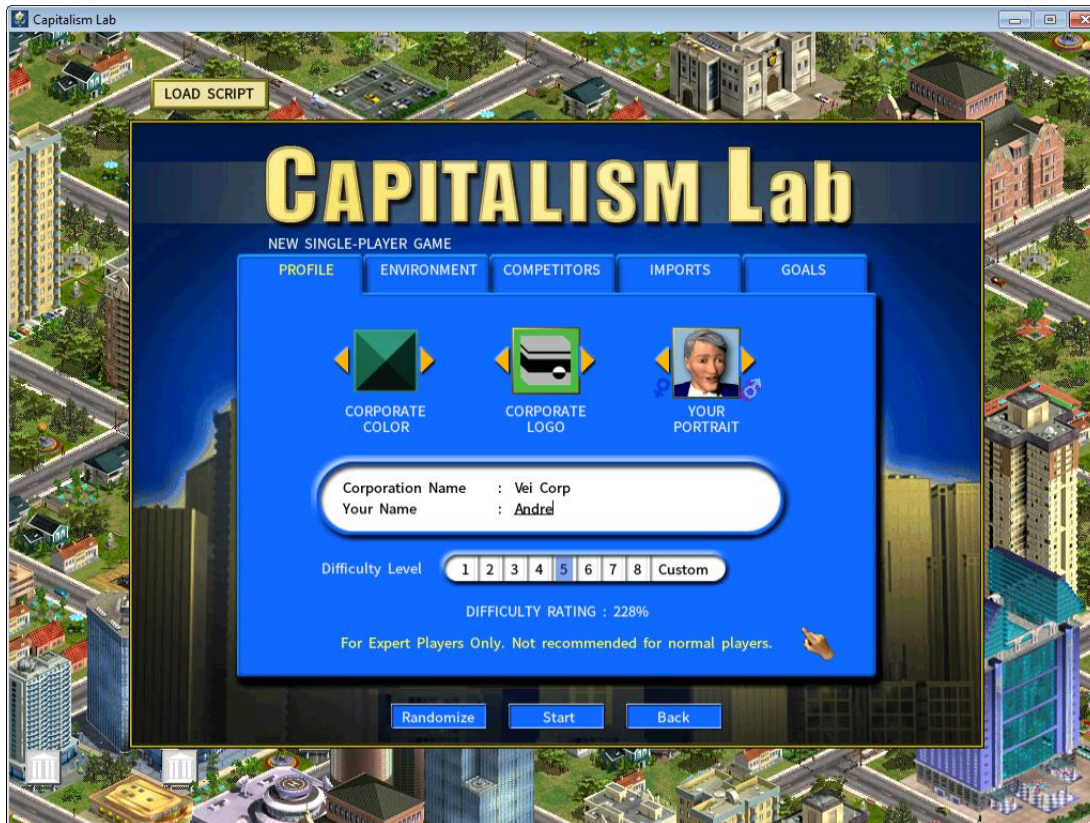 Capitalism Lab
LOAD SCRIPT
CAPITALISM Lab
NEW SINGLE-PLAYER GAME
PROFILE ENVIRONMENT COMPETITORS IMPORTS GOALS
CORPORATE COLOR
CORPORATE LOGO
YOUR PORTRAIT
Corporation Name : Vei Corp
Your Name : Andre
Difficulty Level 1 2 3 4 5 6 7 8 Custom
DIFFICULTY RATING : 228%
For Expert Players Only. Not recommended for normal players.
Randomize Start Back